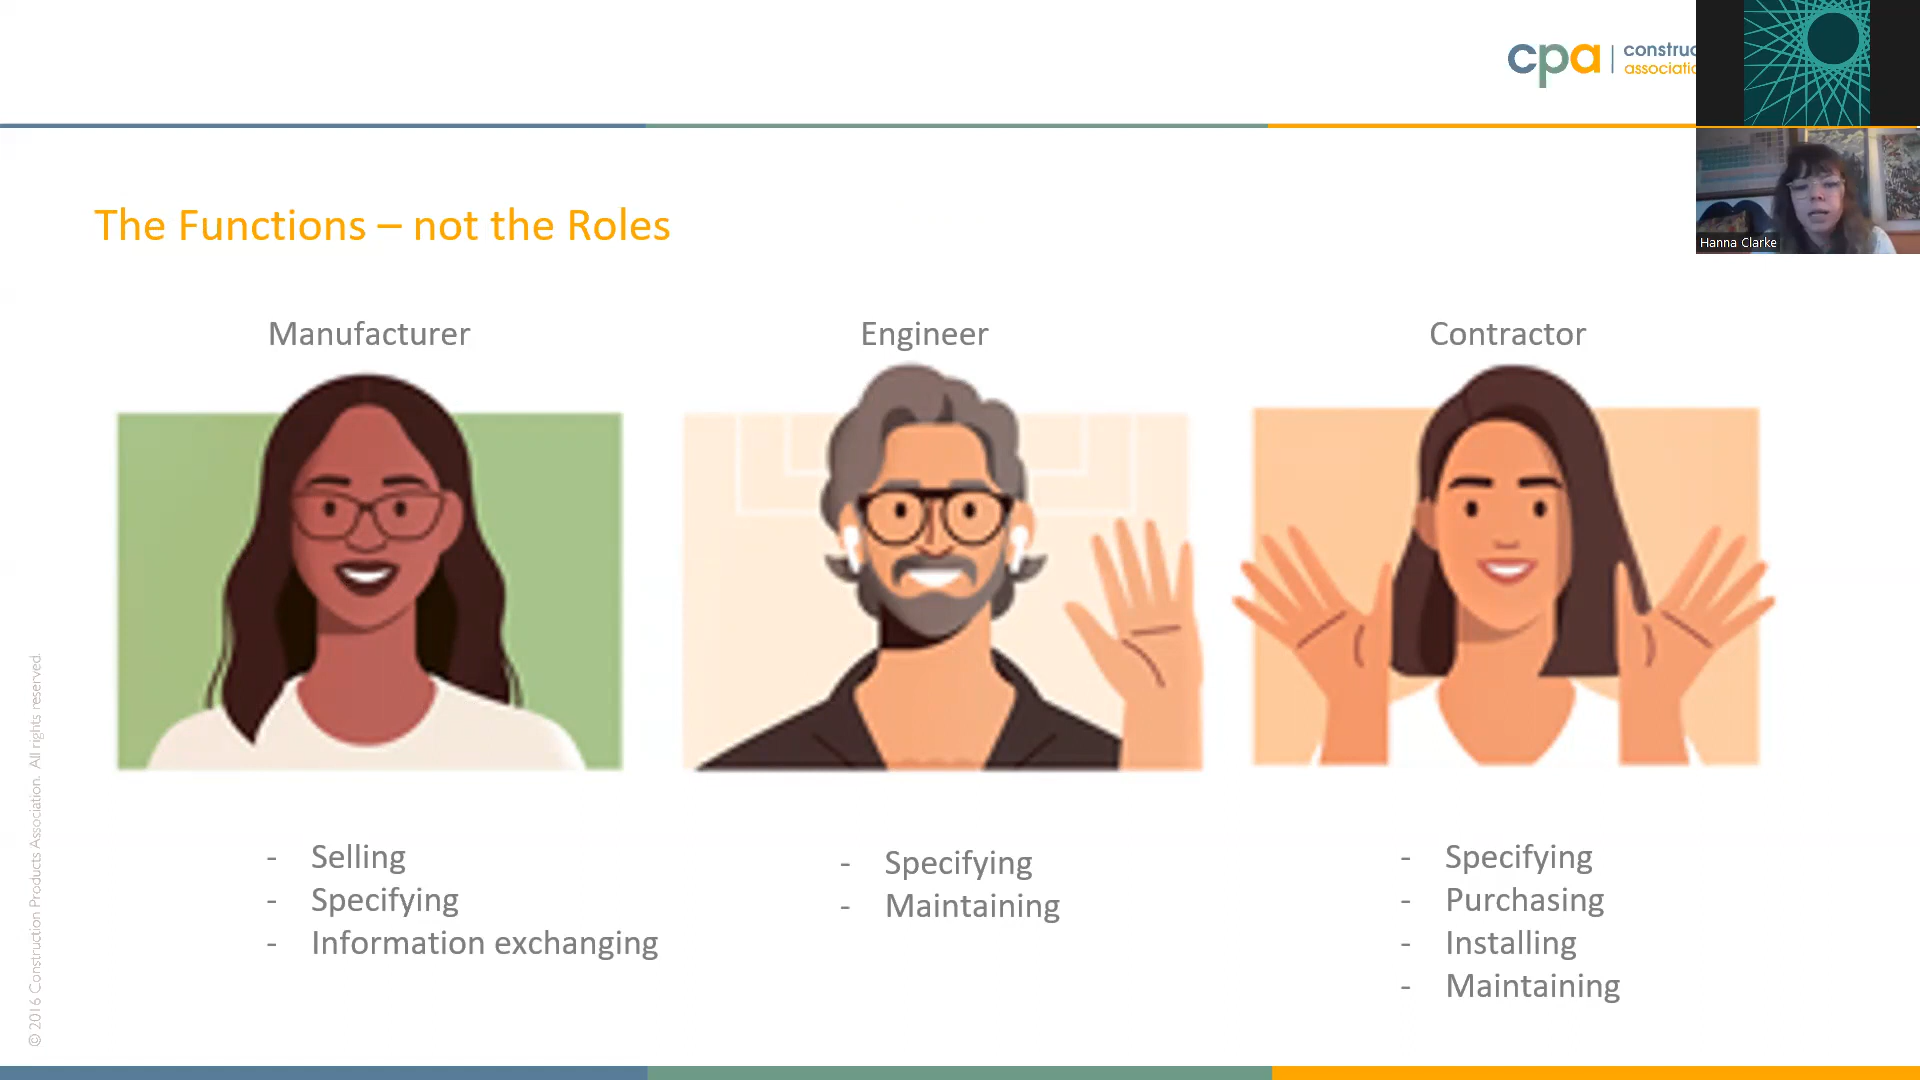 cpa
construc
associatio
Hanna Clarke
The Functions – not the Roles
Manufacturer
Engineer
Contractor
- Selling
- Specifying
- Information exchanging
- Specifying
- Maintaining
- Specifying
- Purchasing
- Installing
- Maintaining
© 2016 Construction Products Association. All rights reserved.